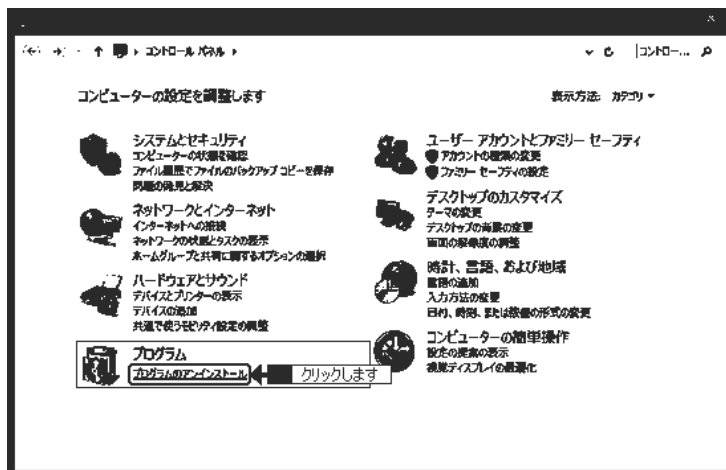 コントロール パネル
コントロー...
コンピューターの設定を調整します
表示方法: カテゴリ
システムとセキュリティ
コンピューターの状態を確認
ファイル履歴でファイルのバックアップ コピーを保存
問題の発見と解決
ネットワークとインターネット
インターネットへの接続
ネットワークの状態とタスクの表示
ホームグループと共有に関するオプションの選択
ハードウェアとサウンド
デバイスとプリンターの表示
デバイスの追加
共通で使うモビリティ設定の調整
プログラム
プログラムのアンインストール
クリックします
ユーザー アカウントとファミリー セーフティ
アカウントの種類の変更
ファミリー セーフティの設定
デスクトップのカスタマイズ
テーマの変更
デスクトップの背景の変更
画面の解像度の調整
時計、言語、および地域
言語の追加
入力方法の変更
日付、時刻、または数値の形式の変更
コンピューターの簡単操作
設定の提案の表示
視覚ディスプレイの最適化